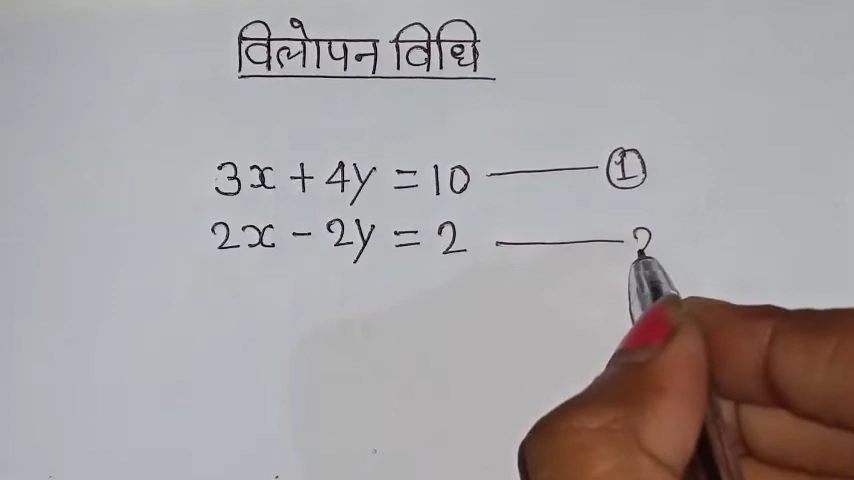 विलोपन विधि
3x + 4y = 10 —— ①
2x - 2y = 2 —— 2